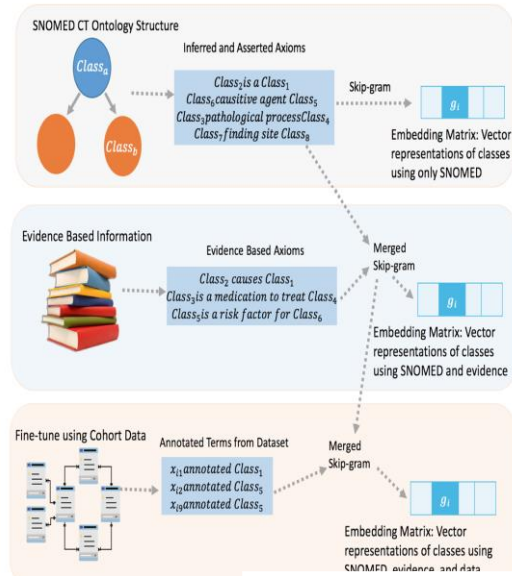 SNOMED CT Ontology Structure
Class_a
Class_b
Inferred and Asserted Axioms
Class_2 is a Class_1
Class_6 causitive agent Class_5
Class_3 pathological process Class_4
Class_7 finding site Class_8
Skip-gram
g_i
Embedding Matrix: Vector
representations of classes
using only SNOMED
Evidence Based Information
Evidence Based Axioms
Class_2 causes Class_1
Class_3 is a medication to treat Class_4
Class_5 is a risk factor for Class_6
Merged
Skip-gram
g_i
Embedding Matrix: Vector
representations of classes
using SNOMED and evidence
Fine-tune using Cohort Data
Annotated Terms from Dataset
x_i1 annotated Class_1
x_i2 annotated Class_5
x_i9 annotated Class_5
Merged
Skip-gram
g_i
Embedding Matrix: Vector
representations of classes using
SNOMED, evidence, and data